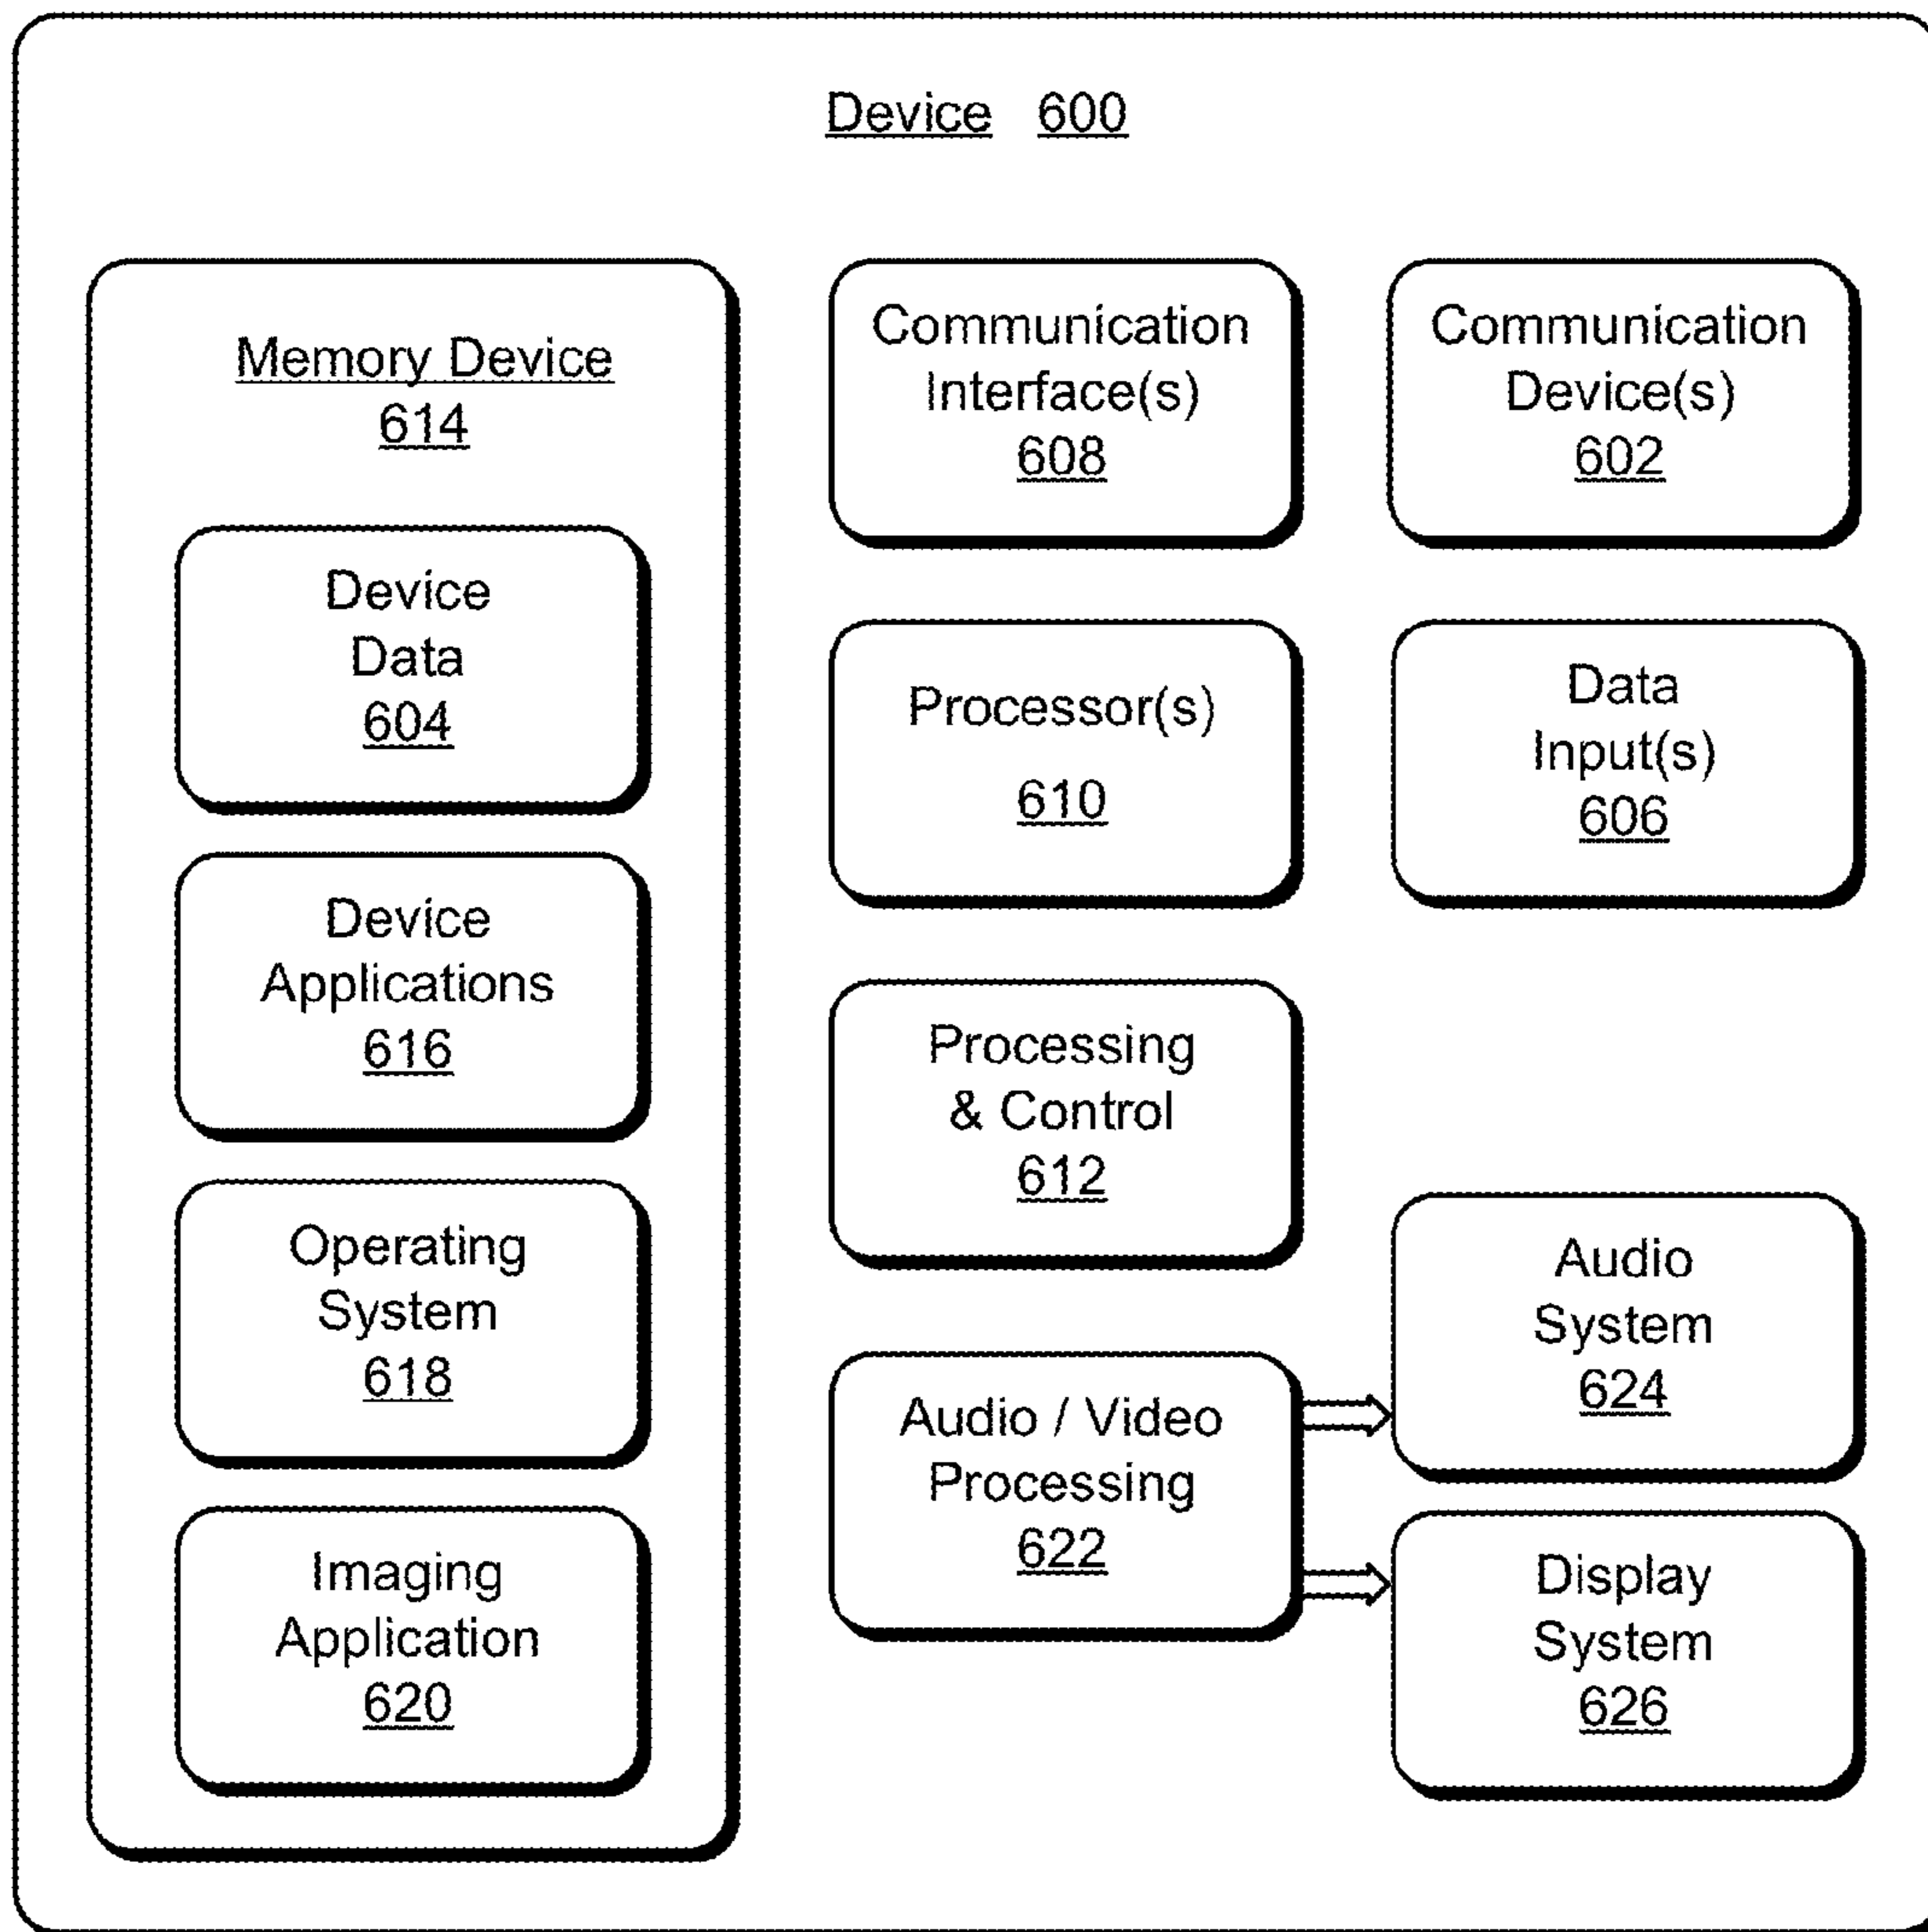 Device 600
Memory Device
614
Device
Data
604
Device
Applications
616
Operating
System
618
Imaging
Application
620
Communication
Interface(s)
608
Processor(s)
610
Processing
& Control
612
Audio / Video
Processing
622
Communication
Device(s)
602
Data
Input(s)
606
Audio
System
624
Display
System
626